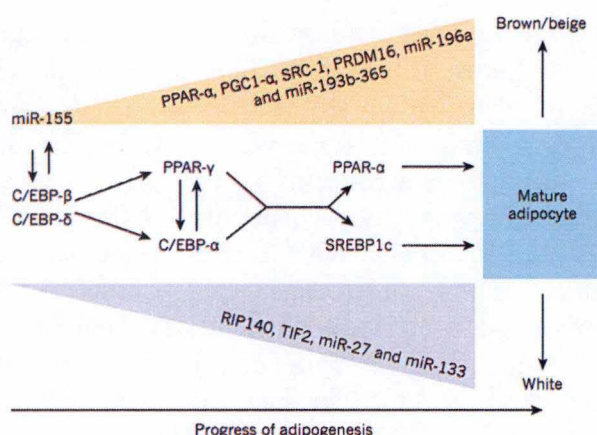 Brown/beige
PPAR-α, PGC1-α, SRC-1, PRDM16, miR-196a
and miR-193b-365
miR-155
C/EBP-β
C/EBP-δ
PPAR-γ
C/EBP-α
PPAR-α
SREBP1c
Mature
adipocyte
RIP140, TIF2, miR-27 and miR-133
White
Progress of adipogenesis